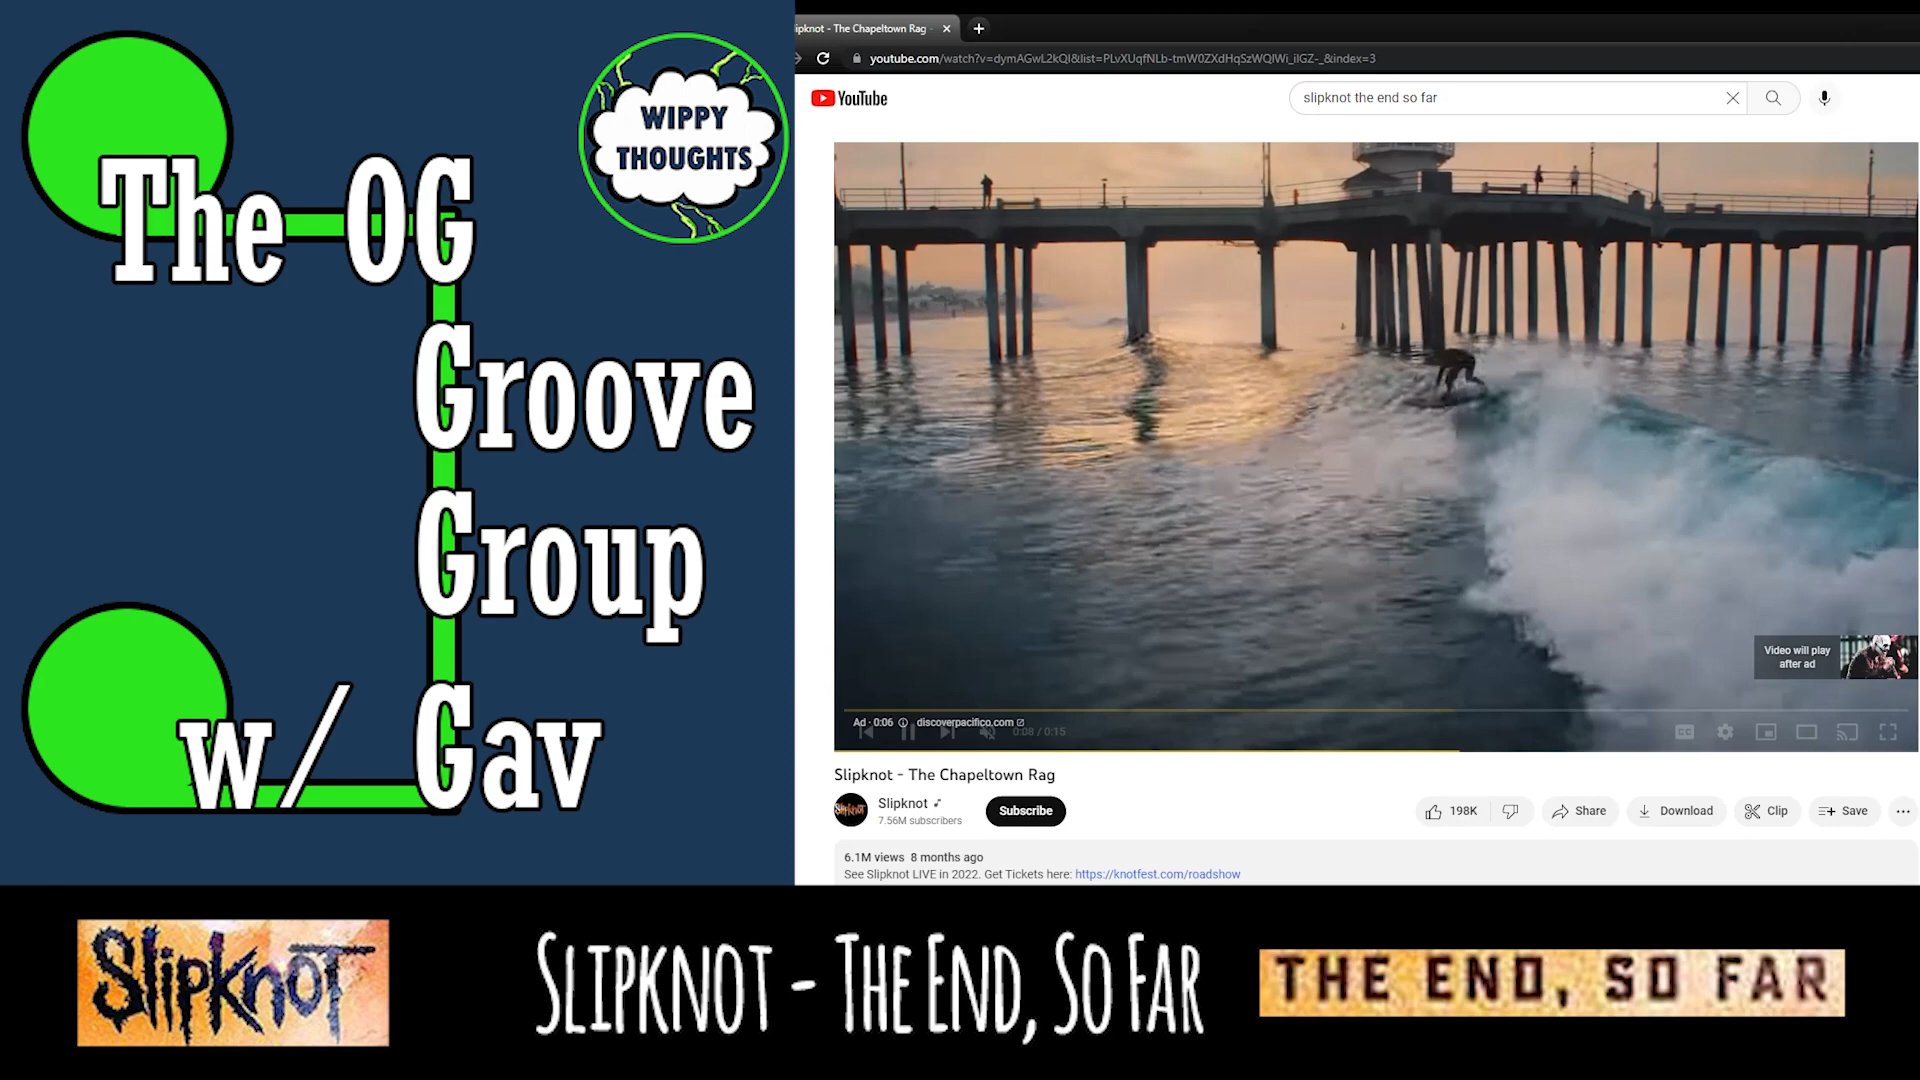 The OG
Groove
Group
w/ Gav
WIPPY
THOUGHTS
ipknot - The Chapeltown Rag -
youtube.com/watch?v=dymAGwL2kQI&list=PLvXUqfNLb-tmW0ZXdHqSzWQlWi_iIGZ-_&index=3
YouTube
slipknot the end so far
Video will play
after ad
Ad · 0:06 discoverpacifico.com
0:08 / 0:15
CC
Slipknot - The Chapeltown Rag
Slipknot
7.56M subscribers
Subscribe
198K
Share
Download
Clip
Save
6.1M views 8 months ago
See Slipknot LIVE in 2022. Get Tickets here: https://knotfest.com/roadshow
SlipknoT
SLIPKNOT - THE END, SO FAR
THE END, SO FAR